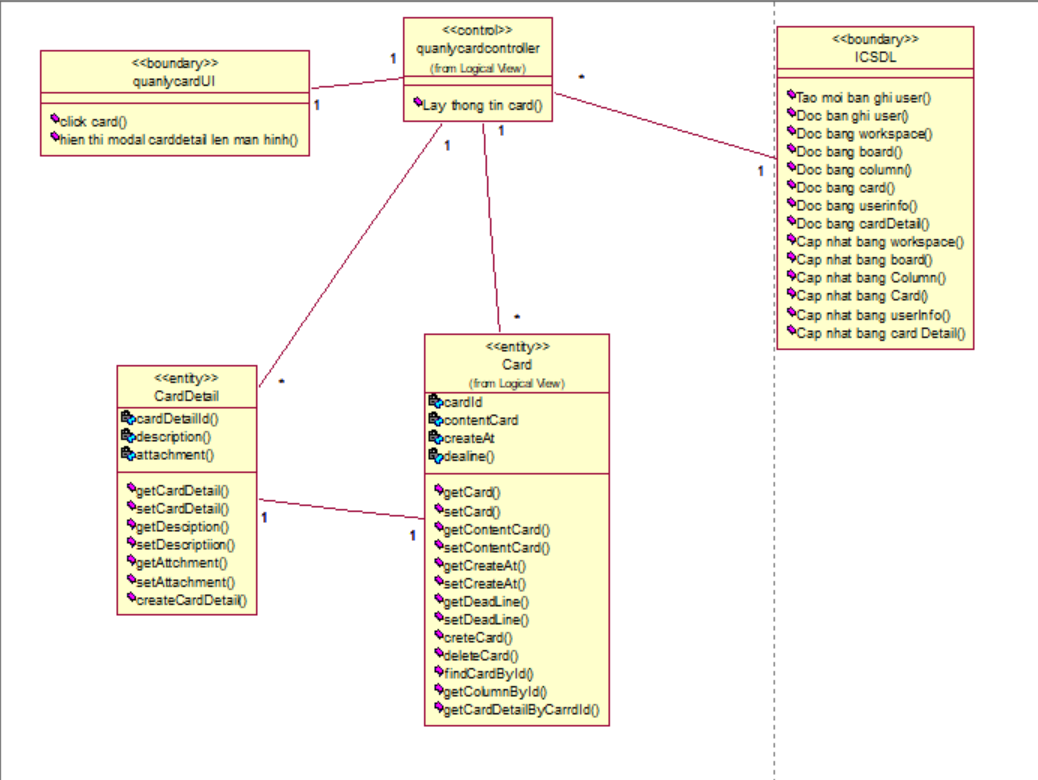 <<boundary>>
quanlycardUI
click card()
hien thi modal carddetail len man hinh()
1
1
<<control>>
quanlycardcontroller
(from Logical View)
Lay thong tin card()
*
1
1
1
<<boundary>>
ICSDL
Tao moi ban ghi user()
Doc ban ghi user()
Doc bang workspace()
Doc bang board()
Doc bang column()
Doc bang card()
Doc bang userinfo()
Doc bang cardDetail()
Cap nhat bang workspace()
Cap nhat bang board()
Cap nhat bang Column()
Cap nhat bang Card()
Cap nhat bang userInfo()
Cap nhat bang card Detail()
*
*
<<entity>>
CardDetail
cardDetailId()
description()
attachment()
getCardDetail()
setCardDetail()
getDesciption()
setDescriptiion()
getAttchment()
setAttachment()
createCardDetail()
1
1
<<entity>>
Card
(from Logical View)
cardId
contentCard
createAt
dealine()
getCard()
setCard()
getContentCard()
setContentCard()
getCreateAt()
setCreateAt()
getDeadLine()
setDeadLine()
creteCard()
deleteCard()
findCardById()
getColumnById()
getCardDetailByCarrdId()